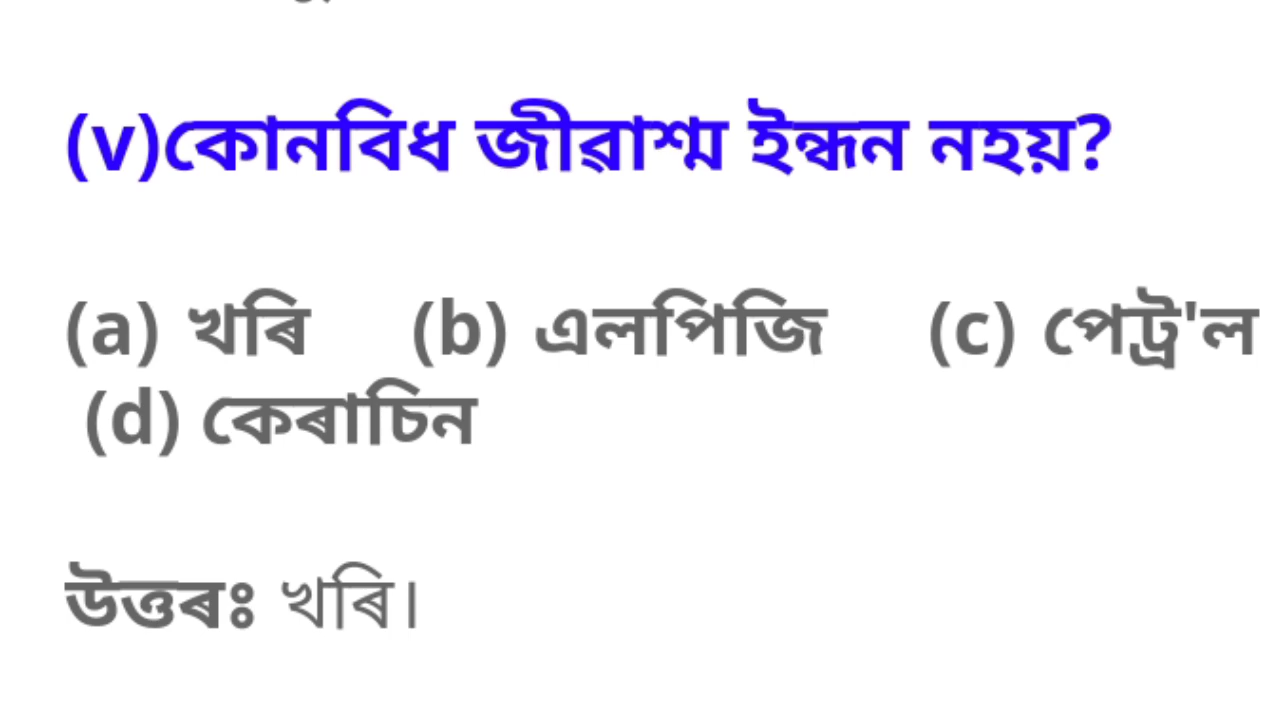 (v)কোনবিধ জীৱাশ্ম ইন্ধন নহয়?
(a) খৰি (b) এলপিজি (c) পেট্ৰ'ল
(d) কেৰাচিন
উত্তৰঃ খৰি।